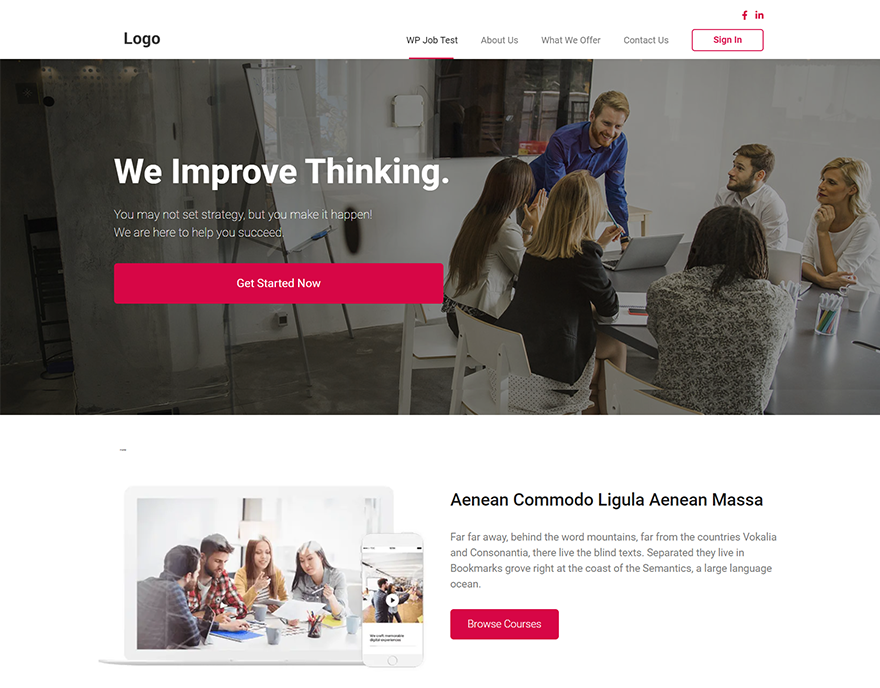 Logo
WP Job Test
About Us
What We Offer
Contact Us
Sign In
We Improve Thinking.
You may not set strategy, but you make it happen!
We are here to help you succeed.
Get Started Now
Aenean Commodo Ligula Aenean Massa
Far far away, behind the word mountains, far from the countries Vokalia
and Consonantia, there live the blind texts. Separated they live in
Bookmarks grove right at the coast of the Semantics, a large language
ocean.
Browse Courses
We craft memorable
digital experiences